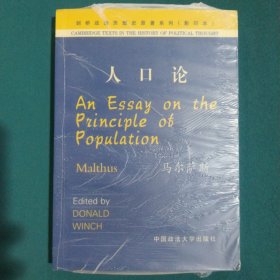 剑桥政治思想史原著系列(影印本)
CAMBRIDGE TEXTS IN THE HISTORY OF POLITICAL THOUGHT
人口论
An Essay on the
Principle of
Population
Malthus 马尔萨斯
Edited by
DONALD
WINCH
中国政法大学出版社